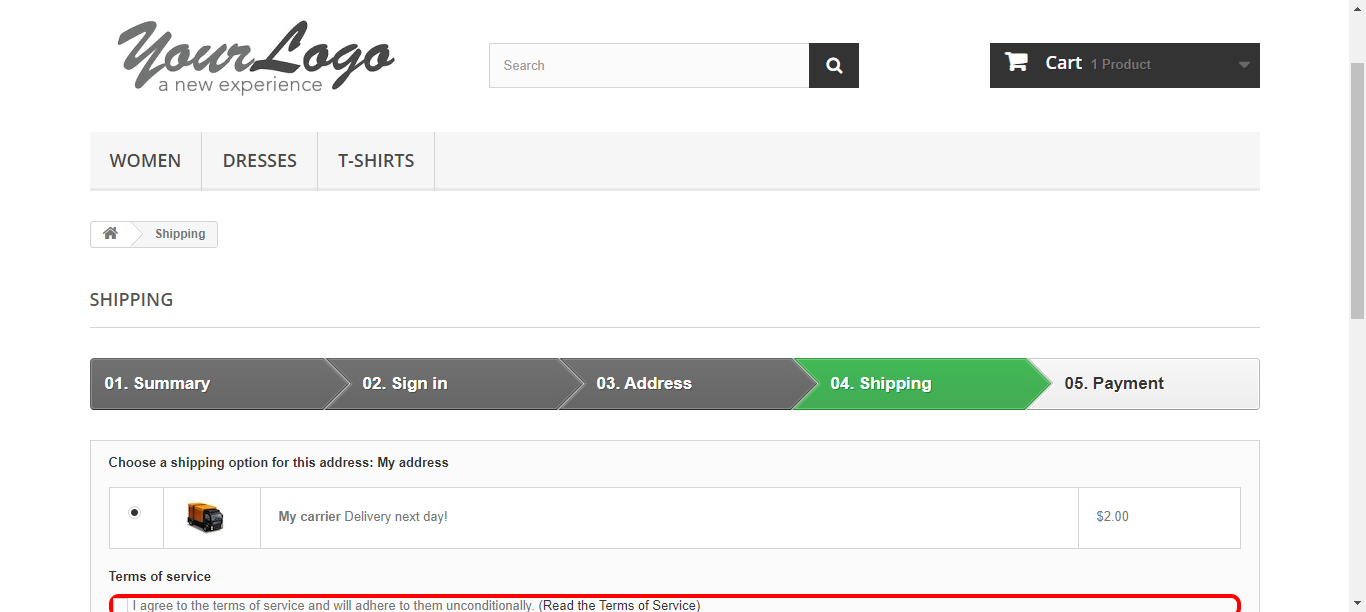 YourLogo
a new experience
Search
Cart 1 Product
WOMEN DRESSES T-SHIRTS
Shipping
SHIPPING
01. Summary 02. Sign in 03. Address 04. Shipping 05. Payment
Choose a shipping option for this address: My address
My carrier Delivery next day! $2.00
Terms of service
I agree to the terms of service and will adhere to them unconditionally. (Read the Terms of Service)